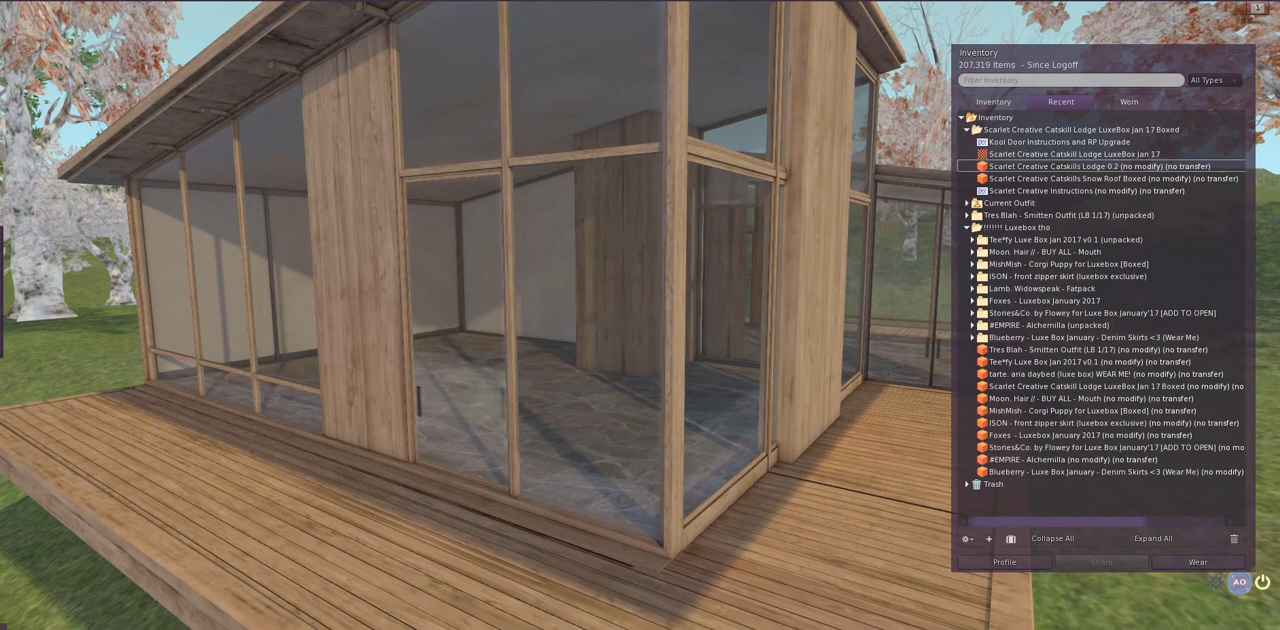 1
Inventory
207,319 Items - Since Logoff
Filter Inventory
All Types
Inventory Recent Worn
Inventory
Scarlet Creative Catskill Lodge LuxeBox Jan 17 Boxed
Kool Door Instructions and RP Upgrade
Scarlet Creative Catskill Lodge LuxeBox Jan 17
Scarlet Creative Catskills Lodge 0.2 (no modify) (no transfer)
Scarlet Creative Catskills Snow Roof Boxed (no modify) (no transfer)
Scarlet Creative Instructions (no modify) (no transfer)
Current Outfit
Tres Blah - Smitten Outfit (LB 1/17) (unpacked)
!!!!!!! Luxebox tho
Tee*fy Luxe Box Jan 2017 v0.1 (unpacked)
Moon. Hair // - BUY ALL - Mouth
MishMish - Corgi Puppy for Luxebox [Boxed]
ISON - front zipper skirt (luxebox exclusive)
Lamb. Widowspeak - Fatpack
Foxes - Luxebox January 2017
Stories&Co. by Flowey for Luxe Box January'17 [ADD TO OPEN]
#EMPIRE - Alchemilla (unpacked)
Blueberry - Luxe Box January - Denim Skirts <3 (Wear Me)
Tres Blah - Smitten Outfit (LB 1/17) (no modify) (no transfer)
Tee*fy Luxe Box Jan 2017 v0.1 (no modify) (no transfer)
tarte. aria daybed (luxe box) WEAR ME! (no modify) (no transfer)
Scarlet Creative Catskill Lodge LuxeBox Jan 17 Boxed (no modify) (no
Moon. Hair // - BUY ALL - Mouth (no modify) (no transfer)
MishMish - Corgi Puppy for Luxebox [Boxed] (no transfer)
ISON - front zipper skirt (luxebox exclusive) (no modify) (no transfer)
Foxes - Luxebox January 2017 (no modify) (no transfer)
Stories&Co. by Flowey for Luxe Box January'17 [ADD TO OPEN] (no mo
#EMPIRE - Alchemilla (no modify) (no transfer)
Blueberry - Luxe Box January - Denim Skirts <3 (Wear Me) (no modify)
Trash
Collapse All Expand All
Profile Share Wear
AO